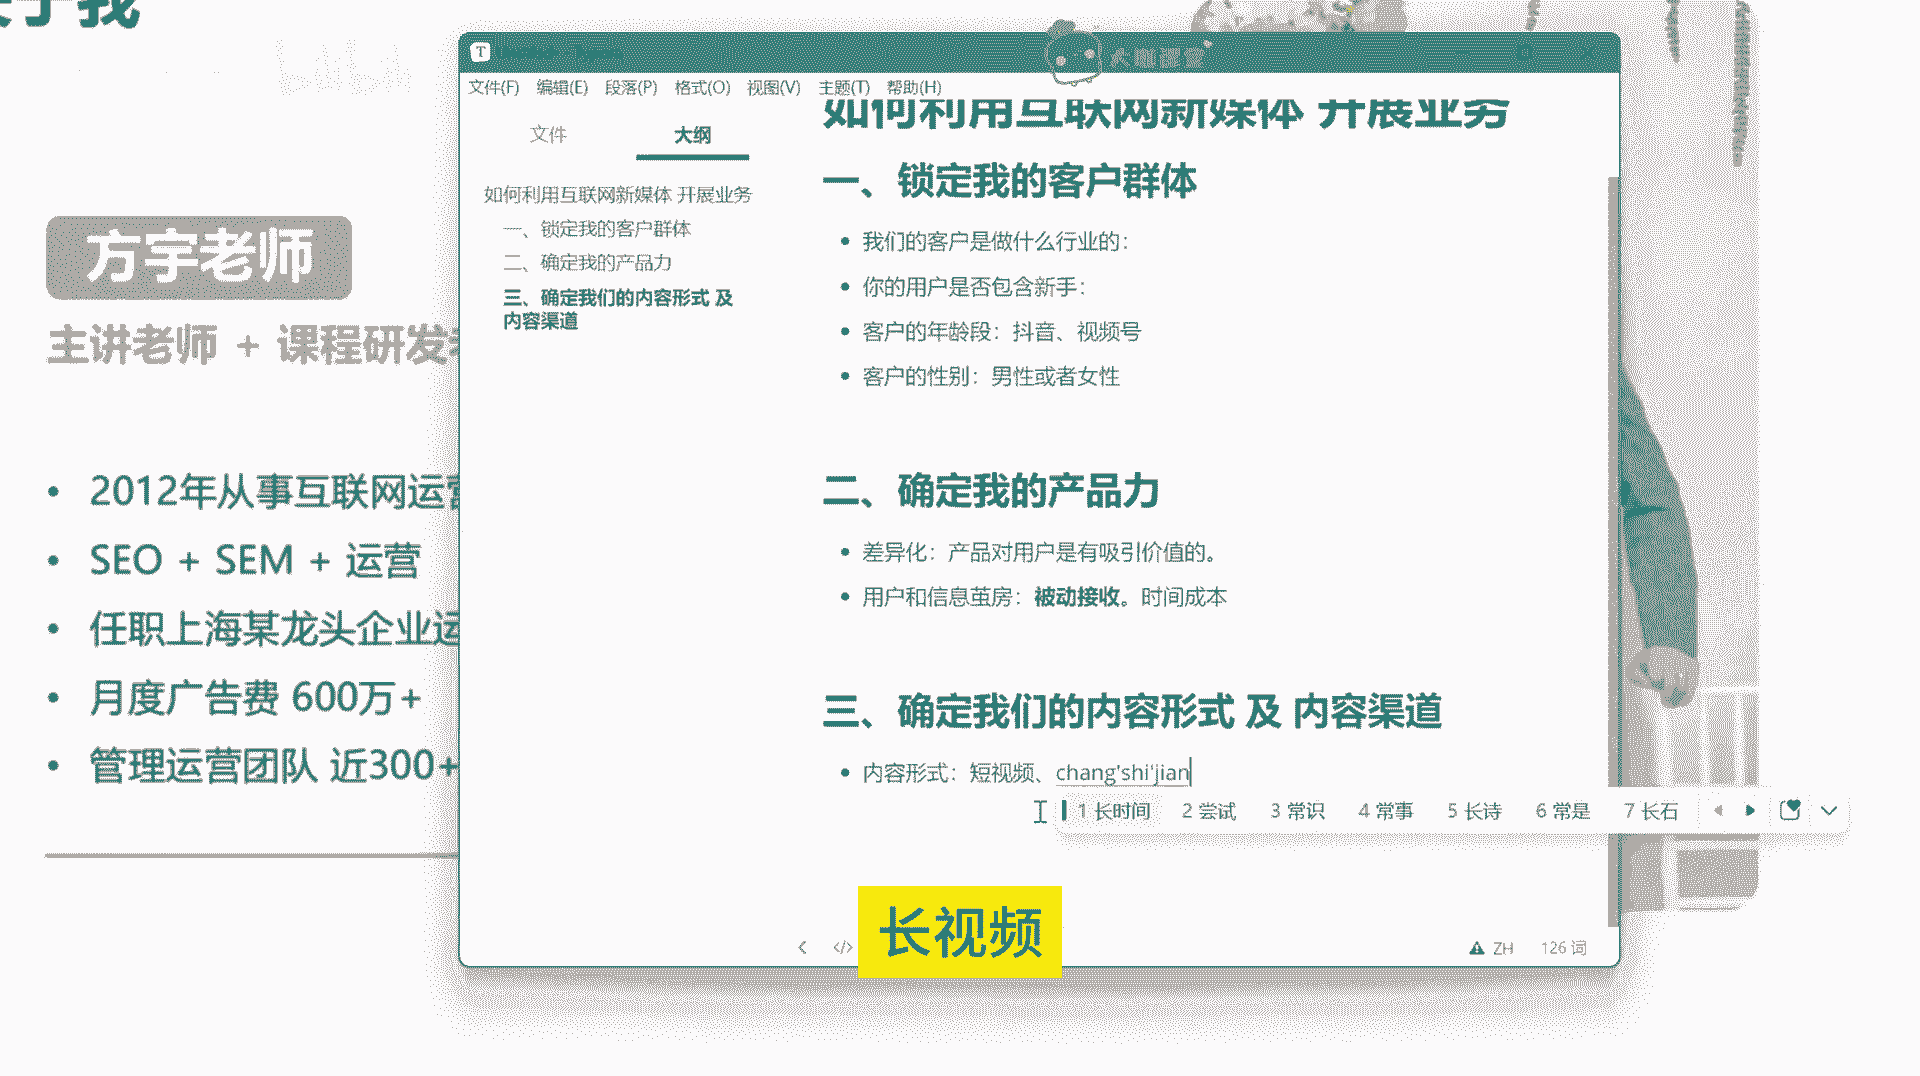 bilibili
大咖课堂
方宇老师
主讲老师 + 课程研发
2012年从事互联网运营
SEO + SEM + 运营
任职上海某龙头企业运
月度广告费 600万+
管理运营团队 近300+
T
文件(F) 编辑(E) 段落(P) 格式(O) 视图(V) 主题(T) 帮助(H)
文件 大纲
如何利用互联网新媒体 开展业务
一、锁定我的客户群体
二、确定我的产品力
三、确定我们的内容形式 及
内容渠道
如何利用互联网新媒体 开展业务
一、锁定我的客户群体
我们的客户是做什么行业的：
你的用户是否包含新手：
客户的年龄段：抖音、视频号
客户的性别：男性或者女性
二、确定我的产品力
差异化：产品对用户是有吸引价值的。
用户和信息茧房：被动接收。时间成本
三、确定我们的内容形式 及 内容渠道
内容形式：短视频、chang'shi'jian
1 长时间 2 尝试 3 常识 4 常事 5 长诗 6 常是 7 长石
长视频
</> ZH 126 词